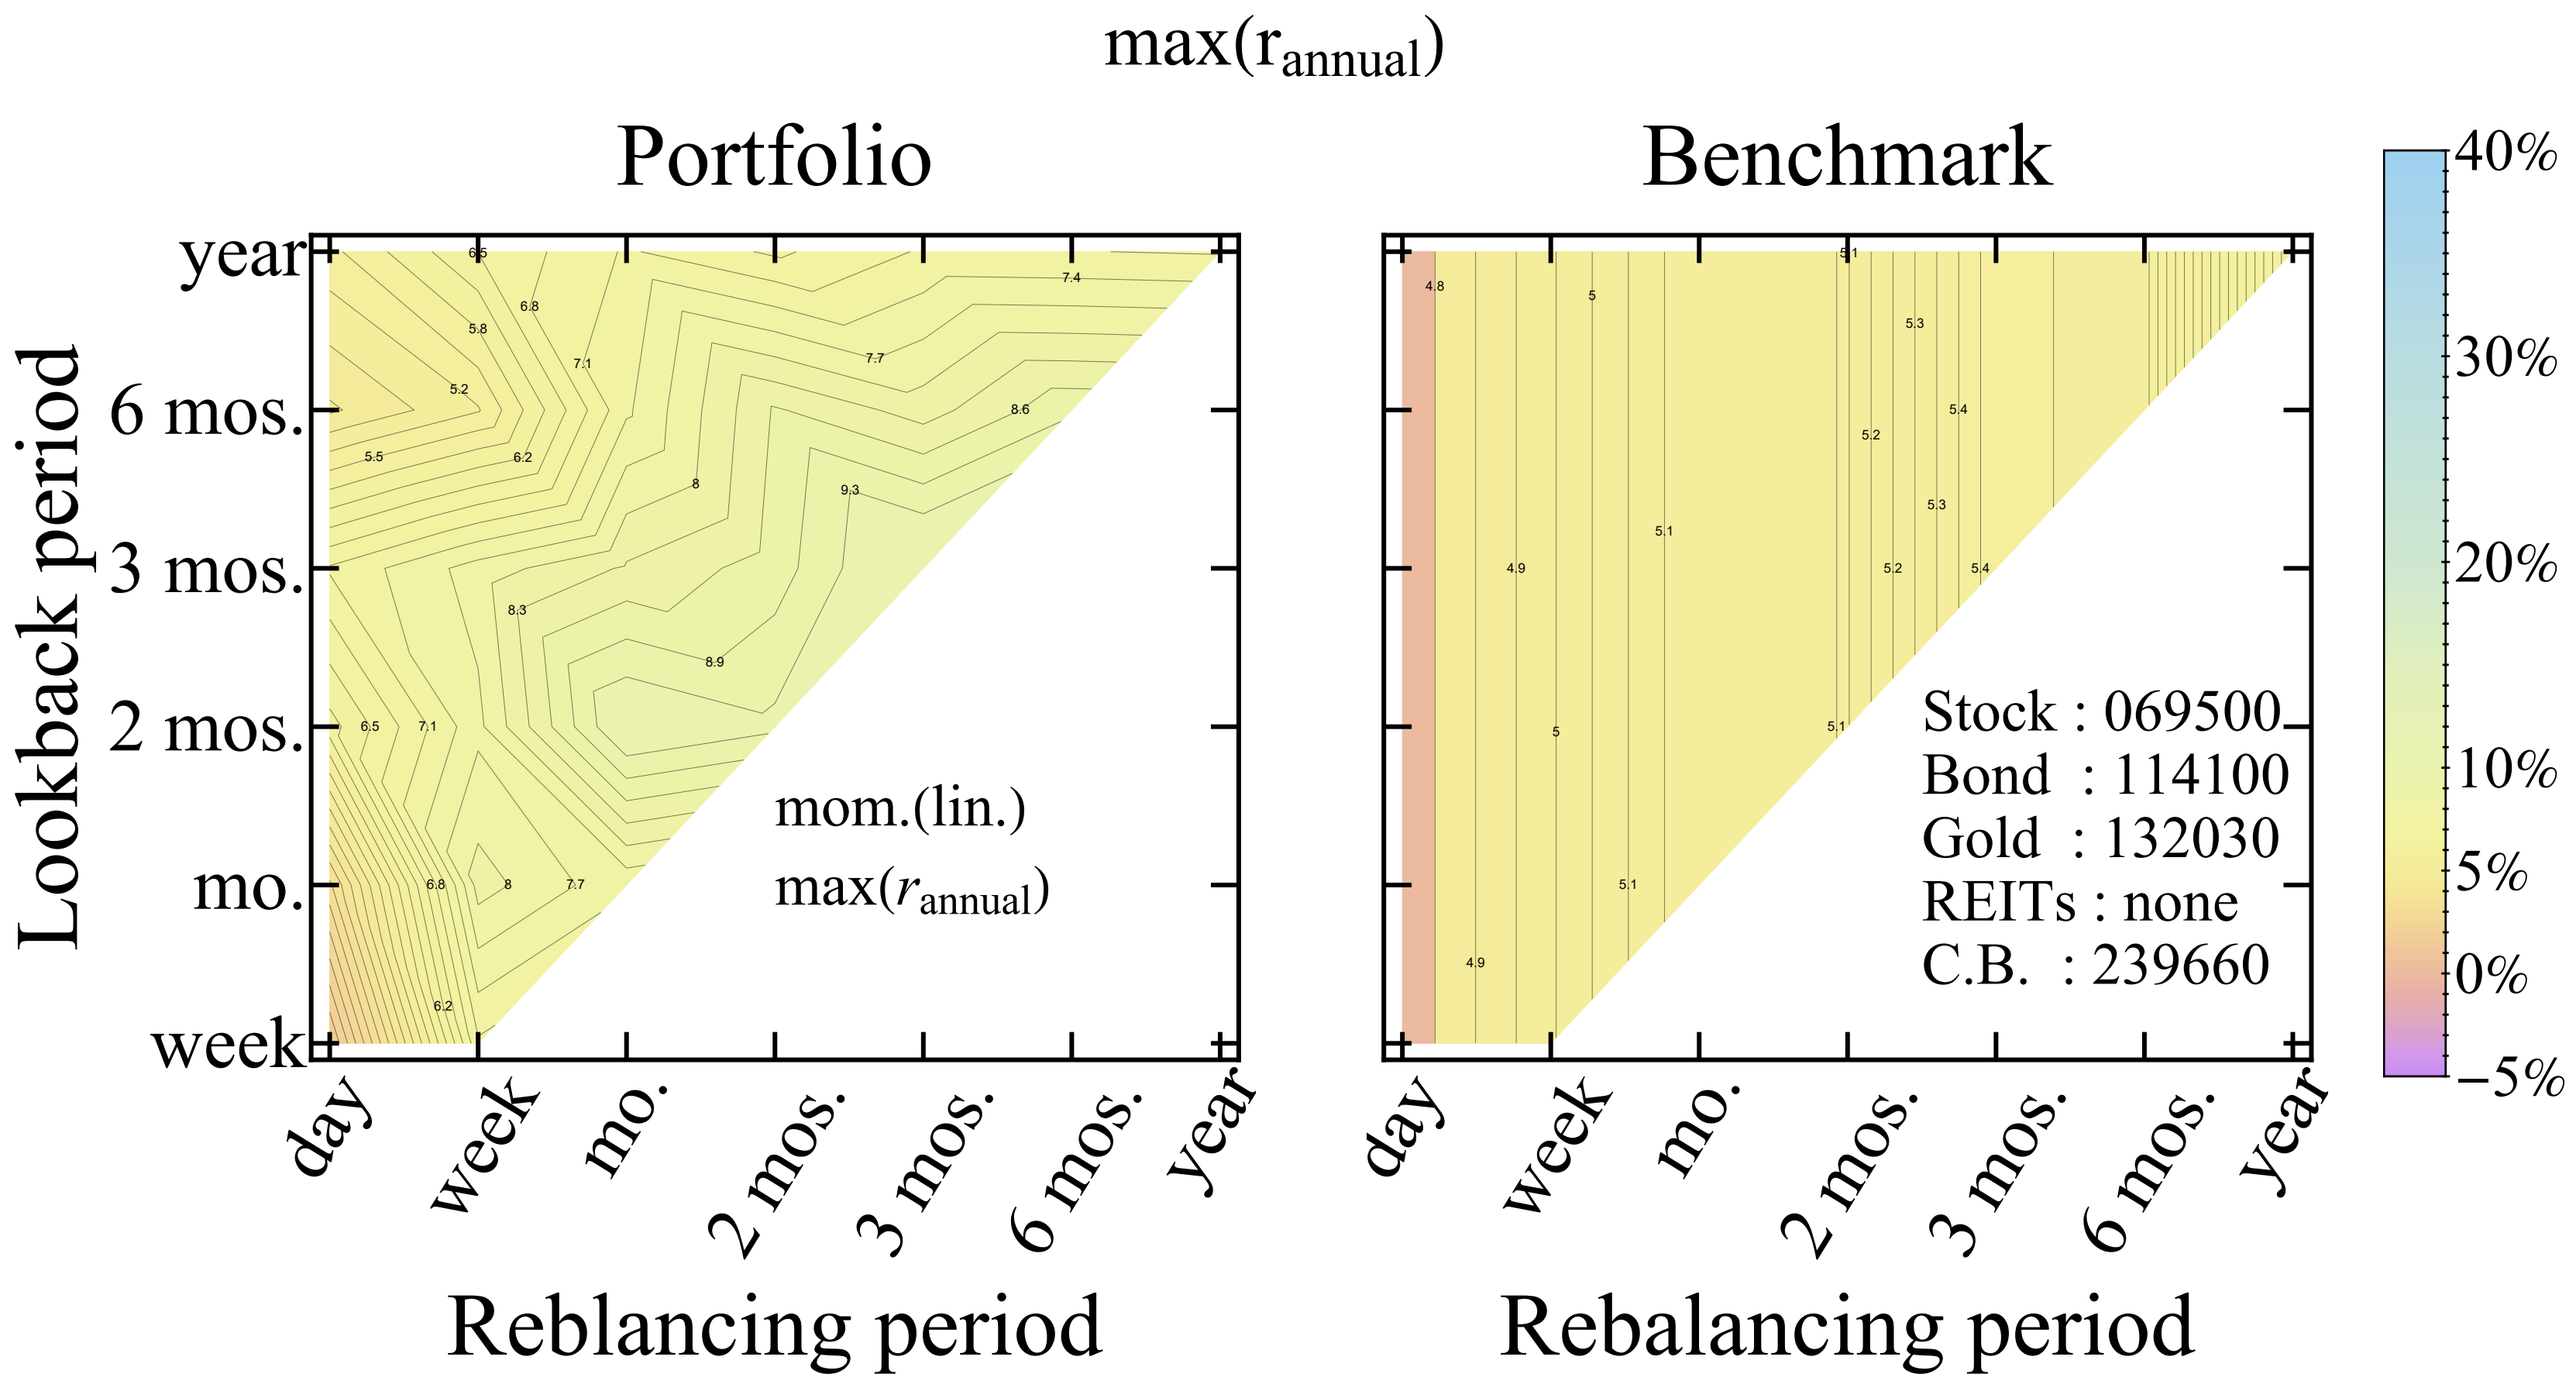 max(r_annual)
Portfolio
Benchmark
Lookback period
year
6 mos.
3 mos.
2 mos.
mo.
week
6.5
6.8
5.8
7.1
5.2
5.5
6.2
7.4
7.7
8.6
8
9.3
8.3
8.9
6.5
7.1
6.8
8
7.7
6.2
mom.(lin.)
max(r_annual)
day
week
mo.
2 mos.
3 mos.
6 mos.
year
Reblancing period
5.1
4.8
5
5.3
5.4
5.2
5.3
5.1
4.9
5.2
5.4
5
5.1
5.1
4.9
Stock : 069500
Bond : 114100
Gold : 132030
REITs : none
C.B. : 239660
day
week
mo.
2 mos.
3 mos.
6 mos.
year
Rebalancing period
40%
30%
20%
10%
5%
0%
−5%